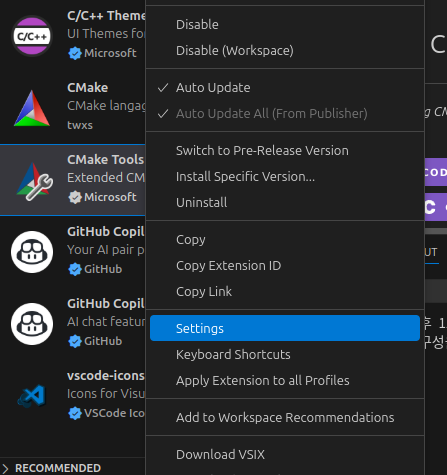 C/C++ Theme
UI Themes fo
Microsoft
CMake
CMake langag
twxs
CMake Tools
Extended CM
Microsoft
GitHub Copil
Your AI pair p
GitHub
GitHub Copil
AI chat featur
GitHub
vscode-icons
Icons for Visu
VSCode Ico
RECOMMENDED
Disable
Disable (Workspace)
Auto Update
Auto Update All (From Publisher)
Switch to Pre-Release Version
Install Specific Version...
Uninstall
Copy
Copy Extension ID
Copy Link
Settings
Keyboard Shortcuts
Apply Extension to all Profiles
Add to Workspace Recommendations
Download VSIX
C
g CM
COD
C
UT
후 1
구성